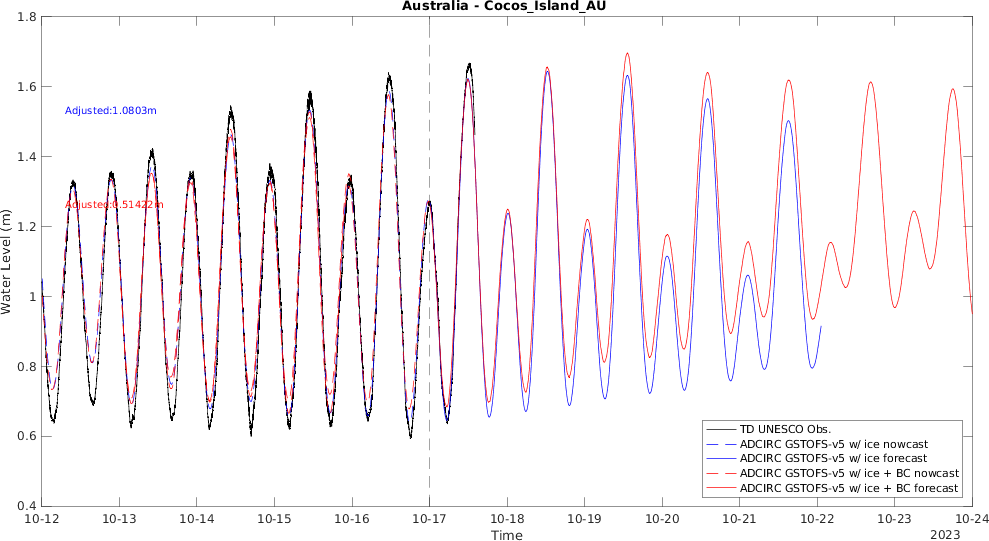 Australia - Cocos_Island_AU
1.8
1.6
1.4
1.2
1
0.8
0.6
0.4
Water Level (m)
Adjusted:1.0803m
Adjusted:0.51422m
TD UNESCO Obs.
ADCIRC GSTOFS-v5 w/ ice nowcast
ADCIRC GSTOFS-v5 w/ ice forecast
ADCIRC GSTOFS-v5 w/ ice + BC nowcast
ADCIRC GSTOFS-v5 w/ ice + BC forecast
10-12 10-13 10-14 10-15 10-16 10-17 10-18 10-19 10-20 10-21 10-22 10-23 10-24
Time
2023